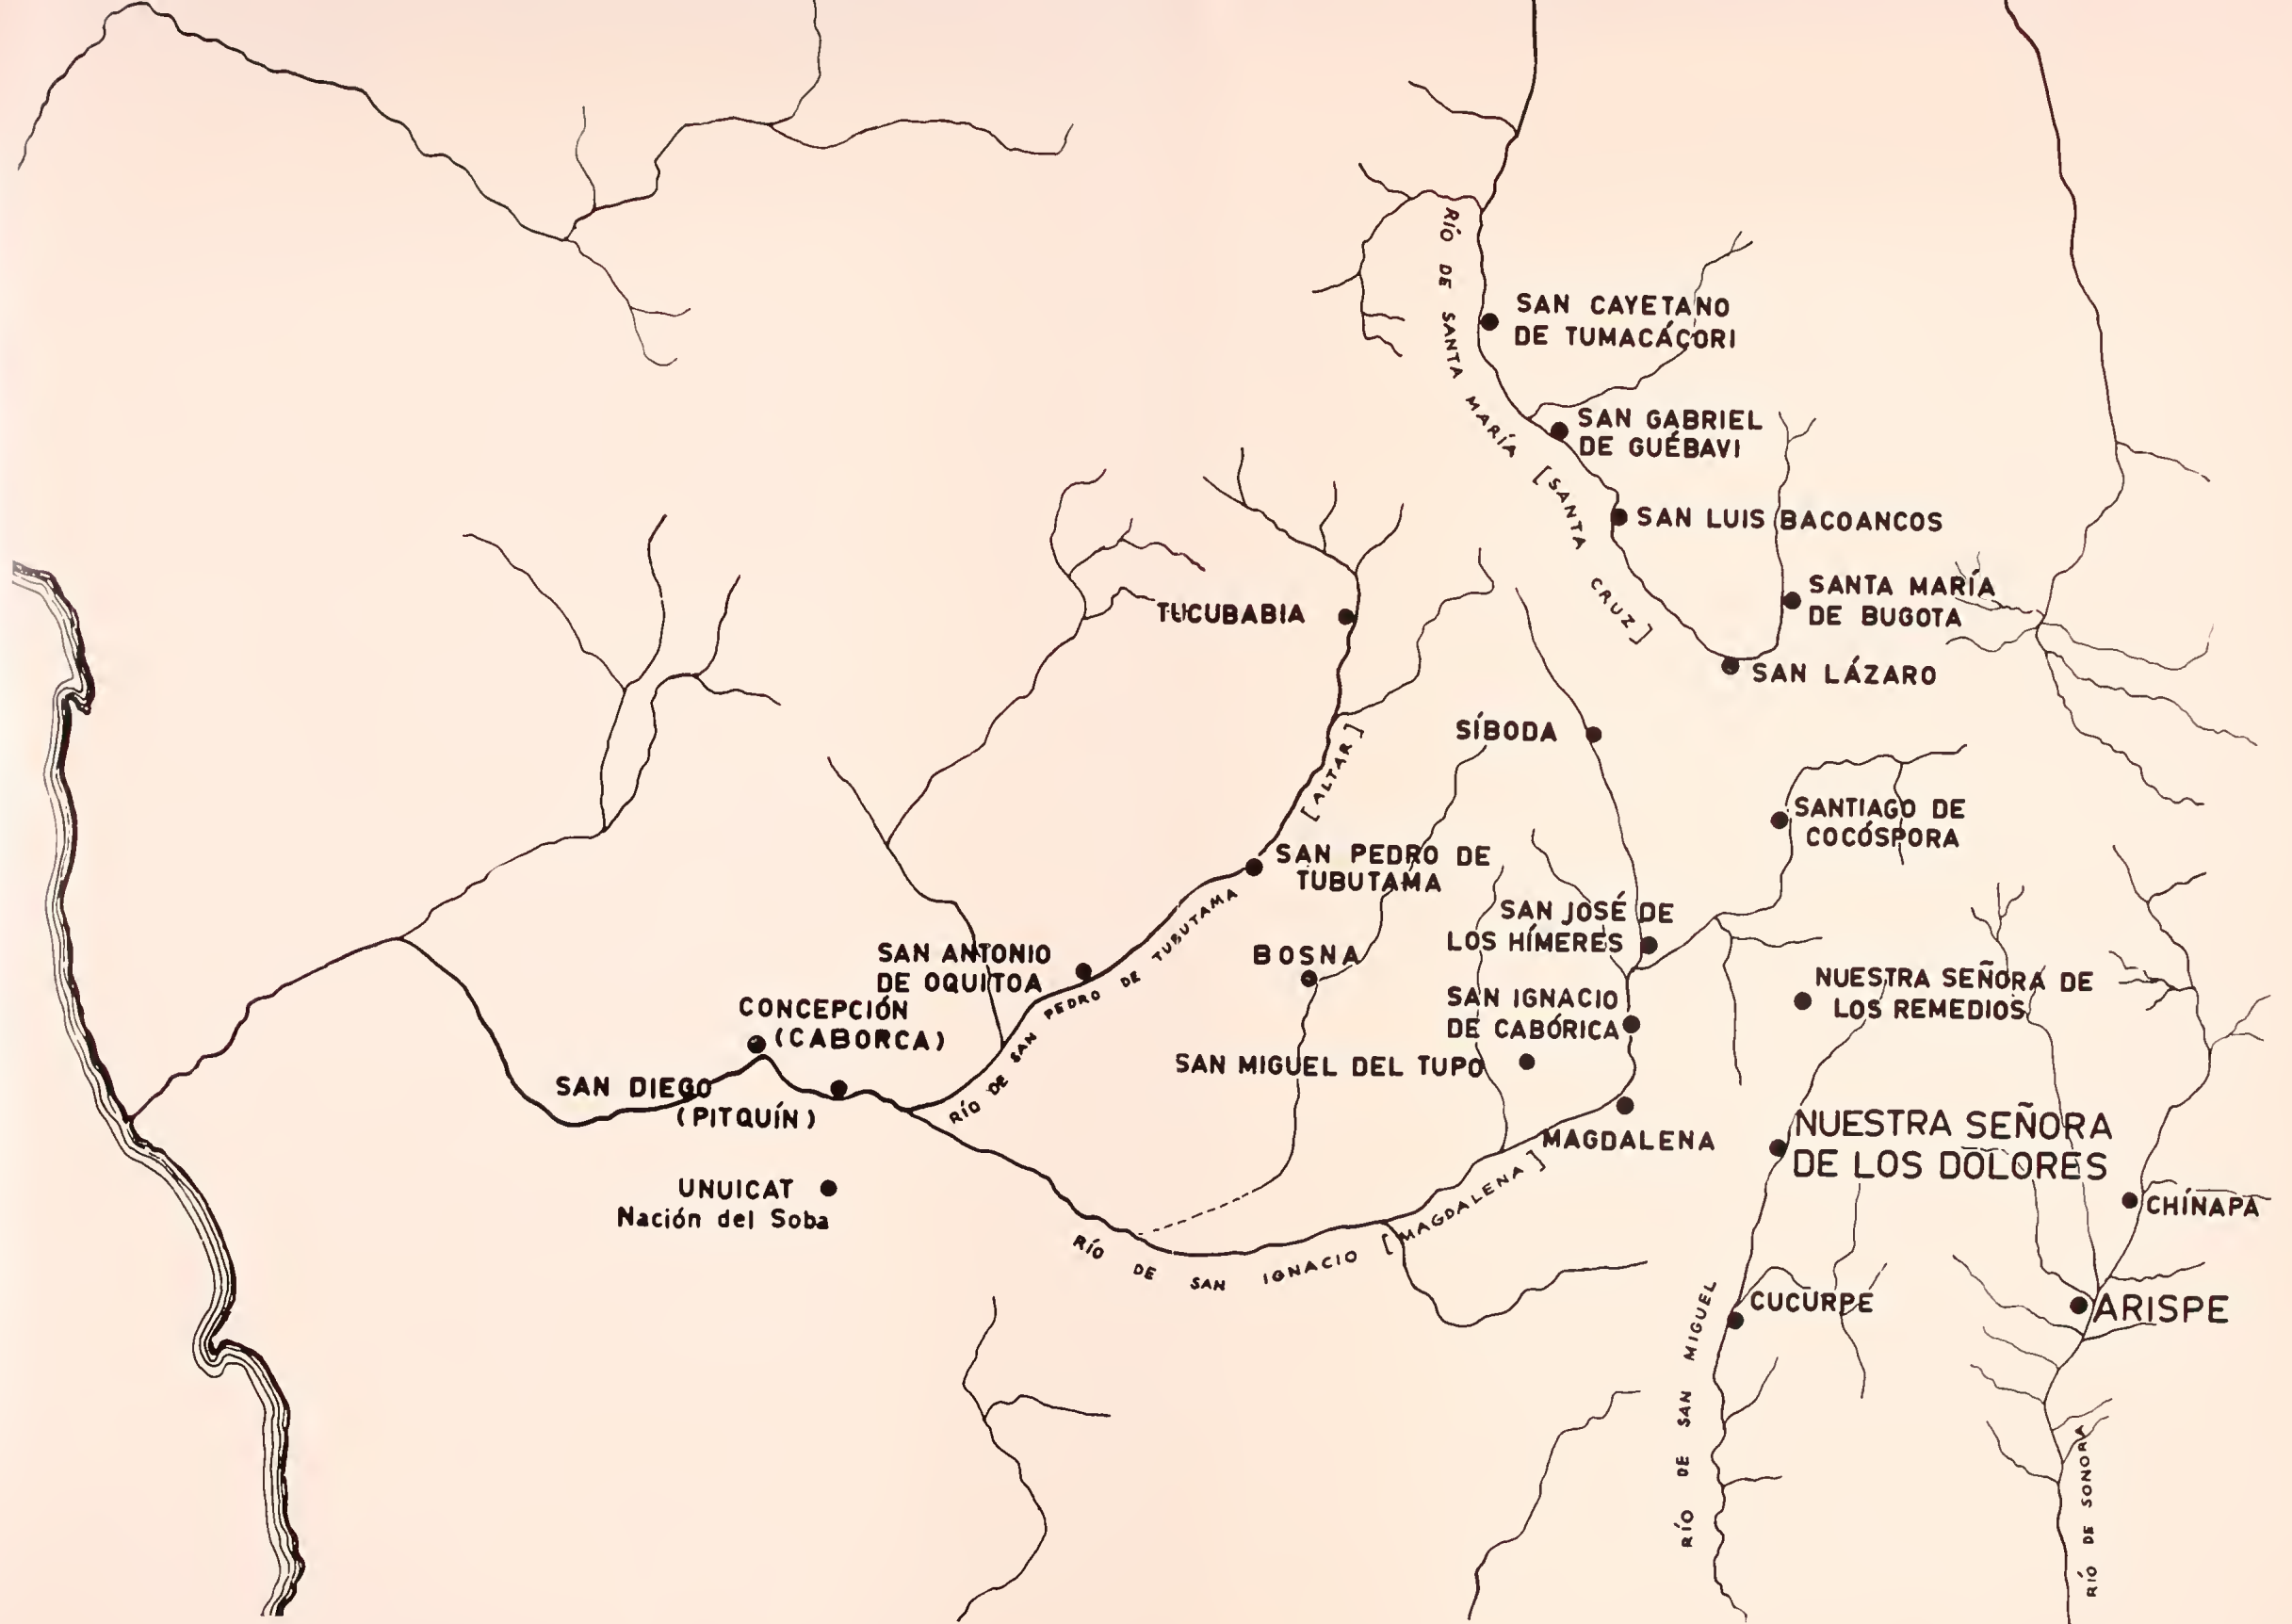 RÍO DE SANTA MARÍA [SANTA CRUZ]
SAN CAYETANO
DE TUMACÁCORI
SAN GABRIEL
DE GUÉBAVI
SAN LUIS BACOANCOS
SANTA MARÍA
DE BUGOTA
SAN LÁZARO
TUCUBABIA
SÍBODA
[ALTAR]
SANTIAGO DE
COCÓSPORA
SAN PEDRO DE
TUBUTAMA
SAN JOSÉ DE
LOS HÍMERES
BOSNA
SAN ANTONIO
DE OQUITOA
RÍO DE SAN PEDRO DE TUBUTAMA
NUESTRA SEÑORA DE
LOS REMEDIOS
SAN IGNACIO
DE CABÓRICA
CONCEPCIÓN
(CABORCA)
SAN MIGUEL DEL TUPO
SAN DIEGO
(PITQUÍN)
MAGDALENA
NUESTRA SEÑORA
DE LOS DOLORES
UNUICAT
Nación del Soba
CHÍNAPA
RÍO DE SAN IGNACIO [MAGDALENA]
CUCURPE
ARISPE
RÍO DE SAN MIGUEL
RÍO DE SONORA